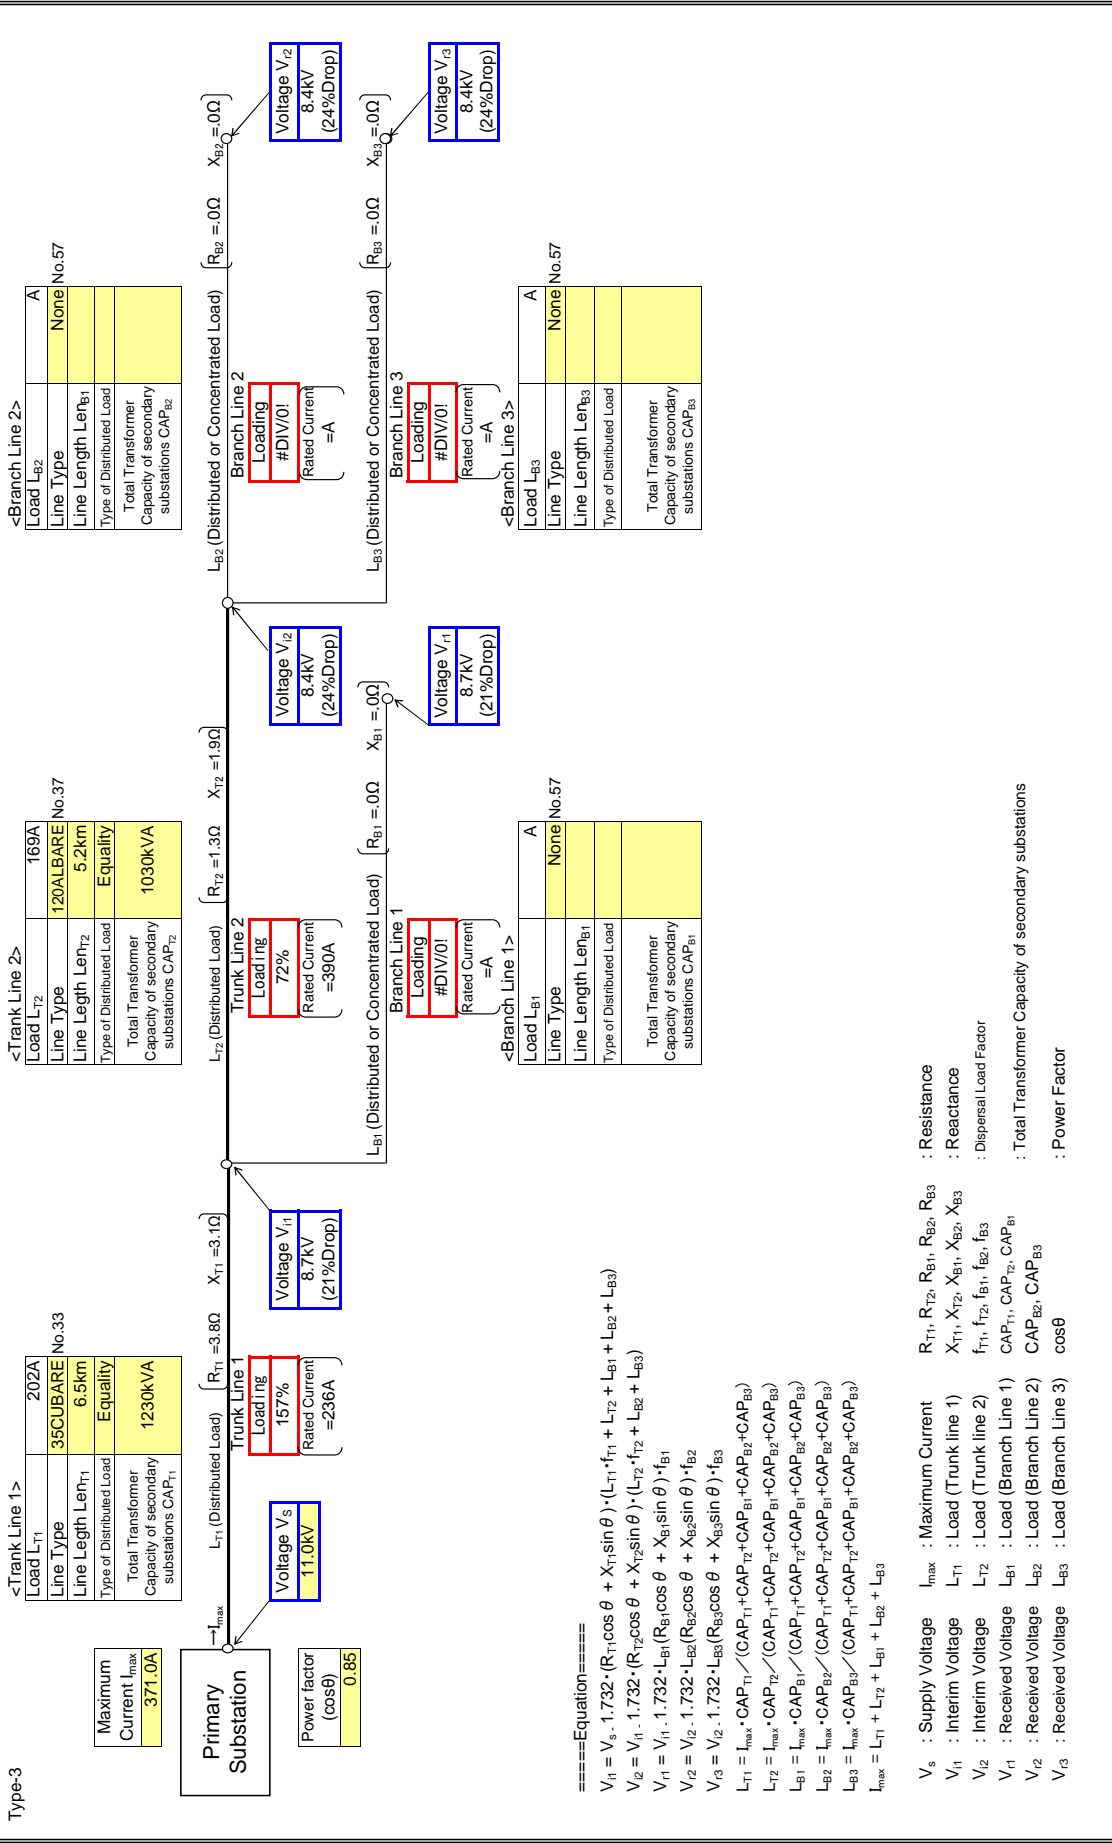 Type-3
Maximum
Current Imax
371.0A
Primary
Substation
Power factor
(cosθ)
0.85
→Imax
Voltage VS
11.0kV
<Trank Line 1>
Load LT1 202A
Line Type 35CUBARE No.33
Line Legth LenT1 6.5km
Type of Distributed Load Equality
Total Transformer
Capacity of secondary
substations CAPT1
1230kVA
LT1 (Distributed Load)
RT1 =3.8Ω XT1 =3.1Ω
Trunk Line 1
Loading
157%
Rated Current
=236A
Voltage Vi1
8.7kV
(21%Drop)
<Trank Line 2>
Load LT2 169A
Line Type 120ALBARE No.37
Line Legth LenT2 5.2km
Type of Distributed Load Equality
Total Transformer
Capacity of secondary
substations CAPT2
1030kVA
LT2 (Distributed Load)
RT2 =1.3Ω XT2 =1.9Ω
Trunk Line 2
Loading
72%
Rated Current
=390A
Voltage Vi2
8.4kV
(24%Drop)
LB1 (Distributed or Concentrated Load)
RB1 =.0Ω XB1 =.0Ω
Branch Line 1
Loading
#DIV/0!
Rated Current
=A
Voltage Vr1
8.7kV
(21%Drop)
<Branch Line 1>
Load LB1 A
Line Type None No.57
Line Length LenB1
Type of Distributed Load
Total Transformer
Capacity of secondary
substations CAPB1
<Branch Line 2>
Load LB2 A
Line Type None No.57
Line Length LenB1
Type of Distributed Load
Total Transformer
Capacity of secondary
substations CAPB2
LB2 (Distributed or Concentrated Load)
RB2 =.0Ω XB2 =.0Ω
Branch Line 2
Loading
#DIV/0!
Rated Current
=A
Voltage Vr2
8.4kV
(24%Drop)
LB3 (Distributed or Concentrated Load)
RB3 =.0Ω XB3 =.0Ω
Branch Line 3
Loading
#DIV/0!
Rated Current
=A
Voltage Vr3
8.4kV
(24%Drop)
<Branch Line 3>
Load LB3 A
Line Type None No.57
Line Length LenB3
Type of Distributed Load
Total Transformer
Capacity of secondary
substations CAPB3
=====Equation=====
Vi1 = Vs - 1.732・(RT1cosθ + XT1sinθ)・(LT1・fT1 + LT2 + LB1 + LB2 + LB3)
Vi2 = Vi1 - 1.732・(RT2cosθ + XT2sinθ)・(LT2・fT2 + LB2 + LB3)
Vr1 = Vi1 - 1.732・LB1(RB1cosθ + XB1sinθ)・fB1
Vr2 = Vi2 - 1.732・LB2(RB2cosθ + XB2sinθ)・fB2
Vr3 = Vi2 - 1.732・LB3(RB3cosθ + XB3sinθ)・fB3
LT1 = Imax・CAPT1／(CAPT1+CAPT2+CAPB1+CAPB2+CAPB3)
LT2 = Imax・CAPT2／(CAPT1+CAPT2+CAPB1+CAPB2+CAPB3)
LB1 = Imax・CAPB1／(CAPT1+CAPT2+CAPB1+CAPB2+CAPB3)
LB2 = Imax・CAPB2／(CAPT1+CAPT2+CAPB1+CAPB2+CAPB3)
LB3 = Imax・CAPB3／(CAPT1+CAPT2+CAPB1+CAPB2+CAPB3)
Imax = LT1 + LT2 + LB1 + LB2 + LB3
Vs : Supply Voltage Imax : Maximum Current RT1, RT2, RB1, RB2, RB3 : Resistance
Vi1 : Interim Voltage LT1 : Load (Trunk line 1) XT1, XT2, XB1, XB2, XB3 : Reactance
Vi2 : Interim Voltage LT2 : Load (Trunk line 2) fT1, fT2, fB1, fB2, fB3 : Dispersal Load Factor
Vr1 : Received Voltage LB1 : Load (Branch Line 1) CAPT1, CAPT2, CAPB1 : Total Transformer Capacity of secondary substations
Vr2 : Received Voltage LB2 : Load (Branch Line 2) CAPB2, CAPB3
Vr3 : Received Voltage LB3 : Load (Branch Line 3) cosθ : Power Factor